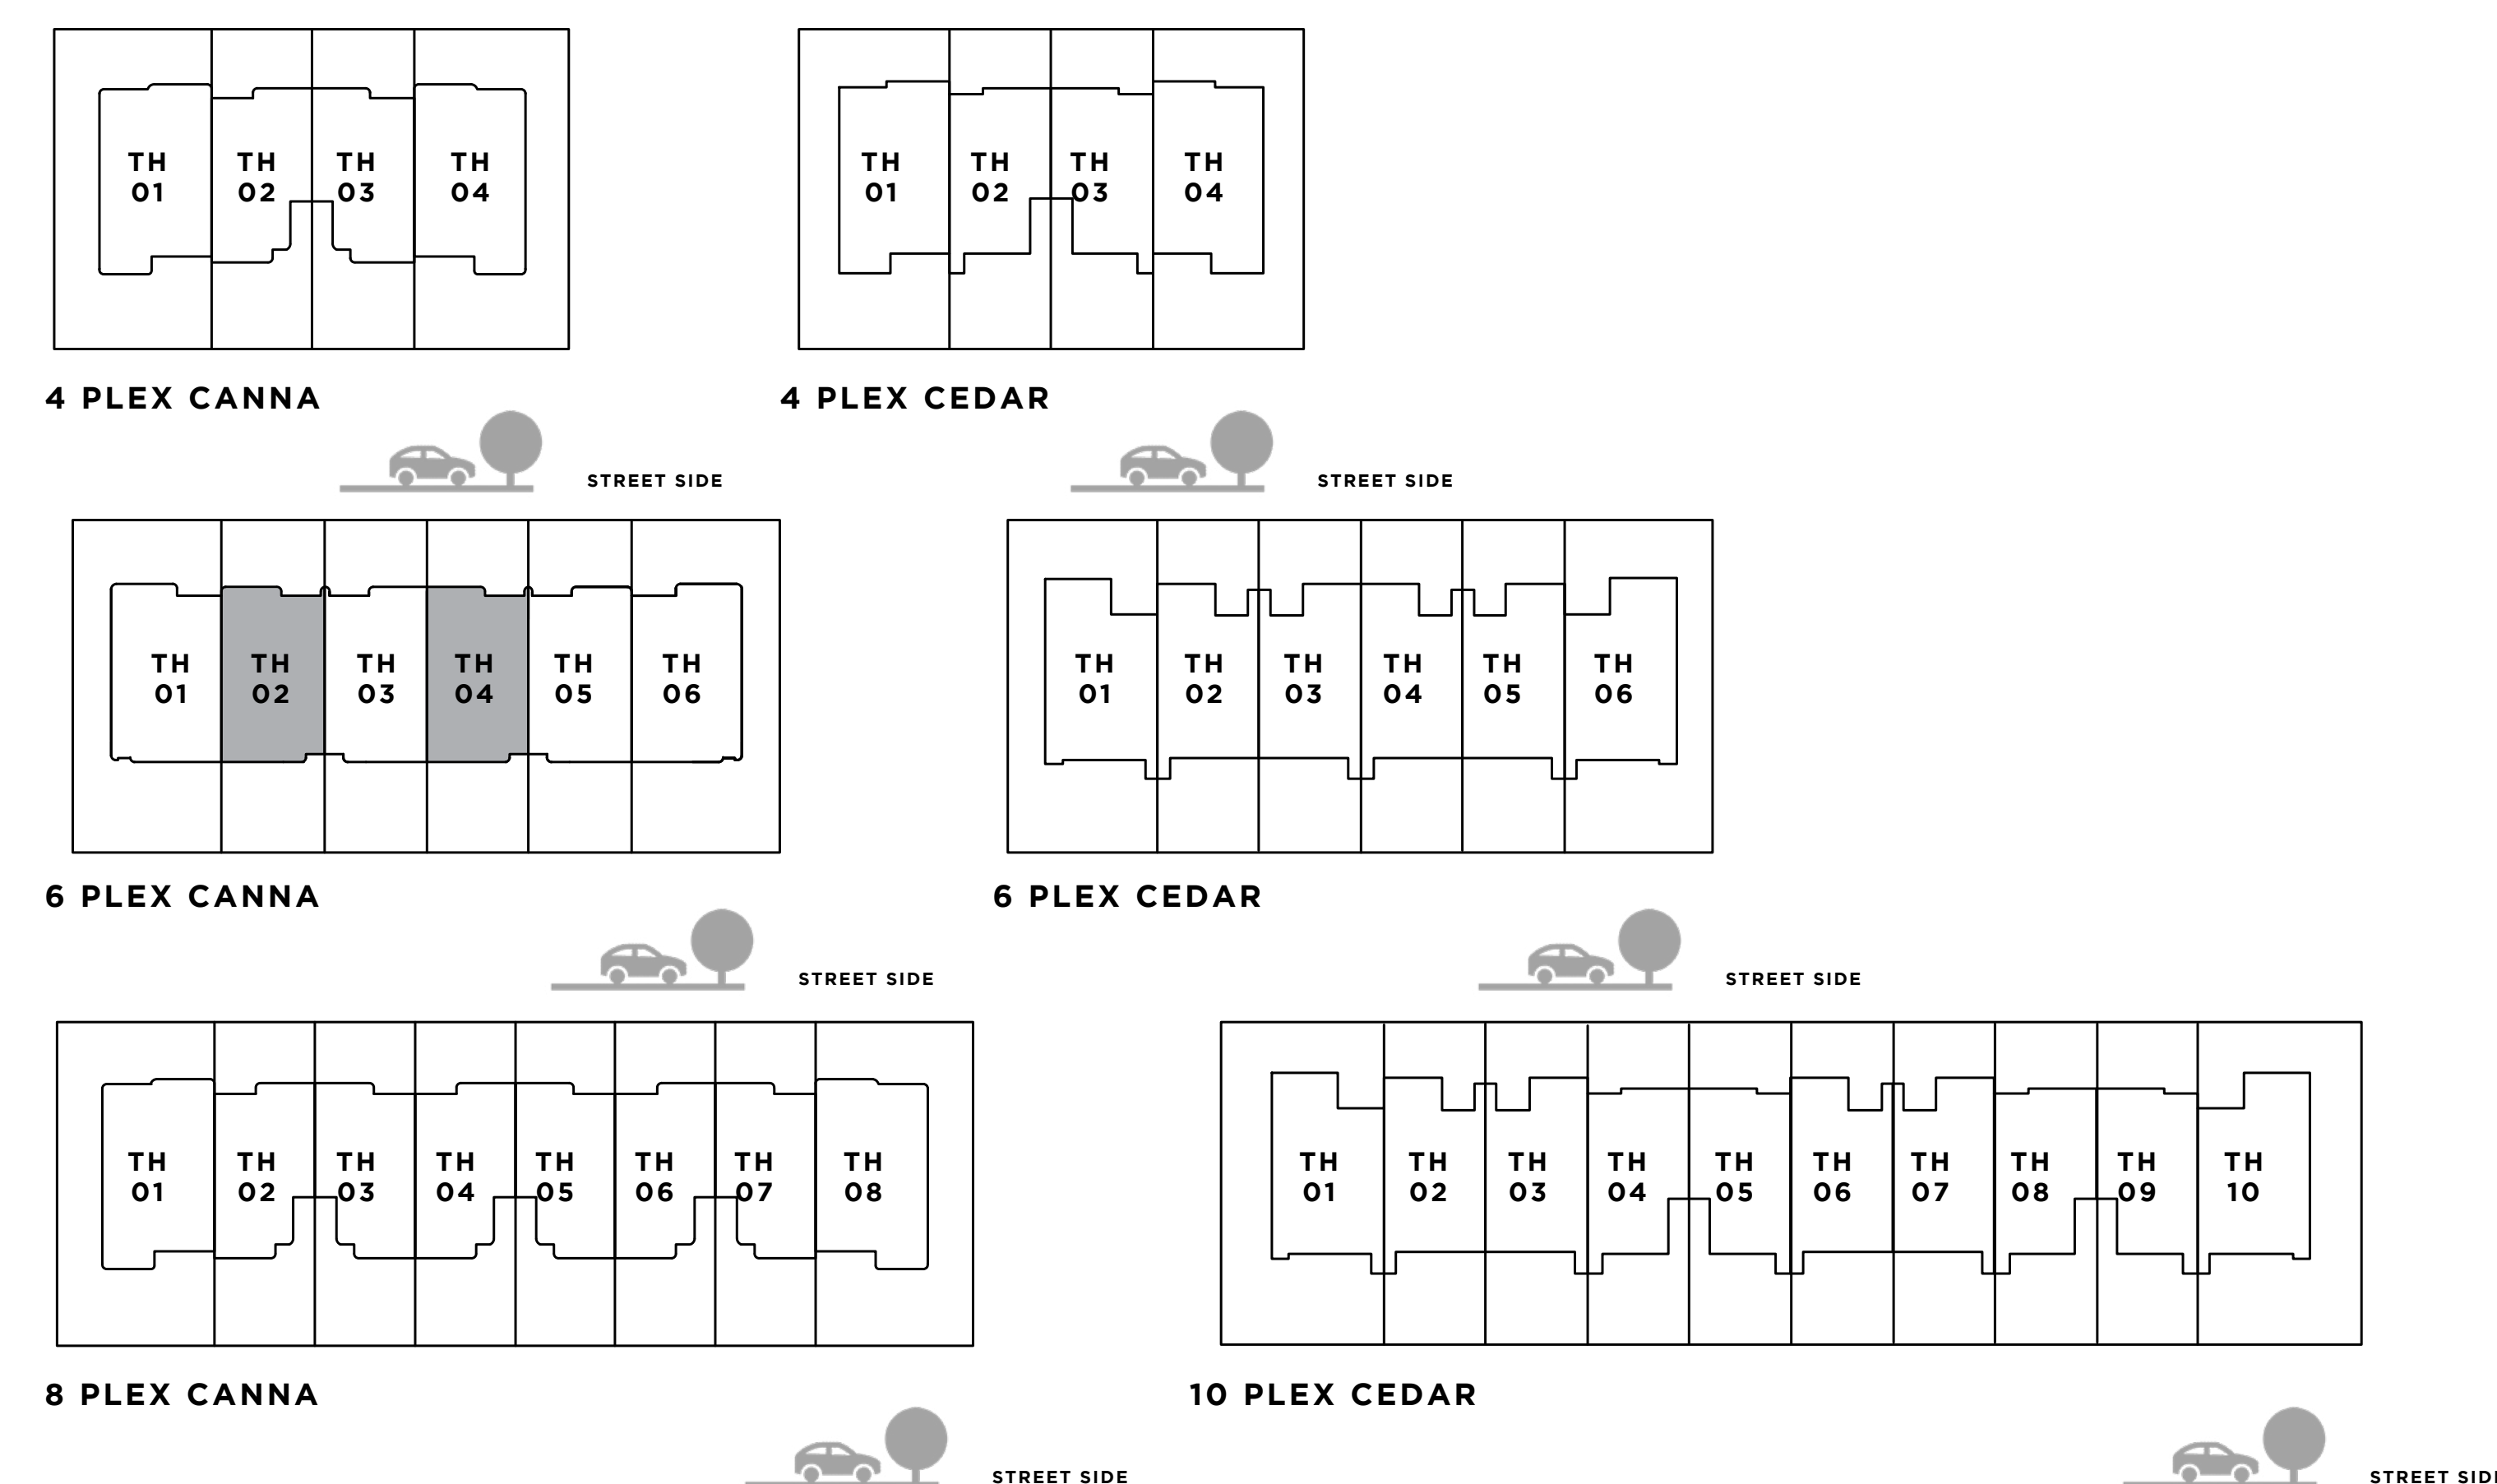 TH TH TH TH
01 02 03 04
TH TH TH TH
01 02 03 04
4 PLEX CANNA
4 PLEX CEDAR
STREET SIDE
STREET SIDE
TH TH TH TH TH TH
01 02 03 04 05 06
TH TH TH TH TH TH
01 02 03 04 05 06
6 PLEX CANNA
6 PLEX CEDAR
STREET SIDE
STREET SIDE
TH TH TH TH TH TH TH TH
01 02 03 04 05 06 07 08
TH TH TH TH TH TH TH TH TH TH
01 02 03 04 05 06 07 08 09 10
8 PLEX CANNA
10 PLEX CEDAR
STREET SIDE
STREET SIDE